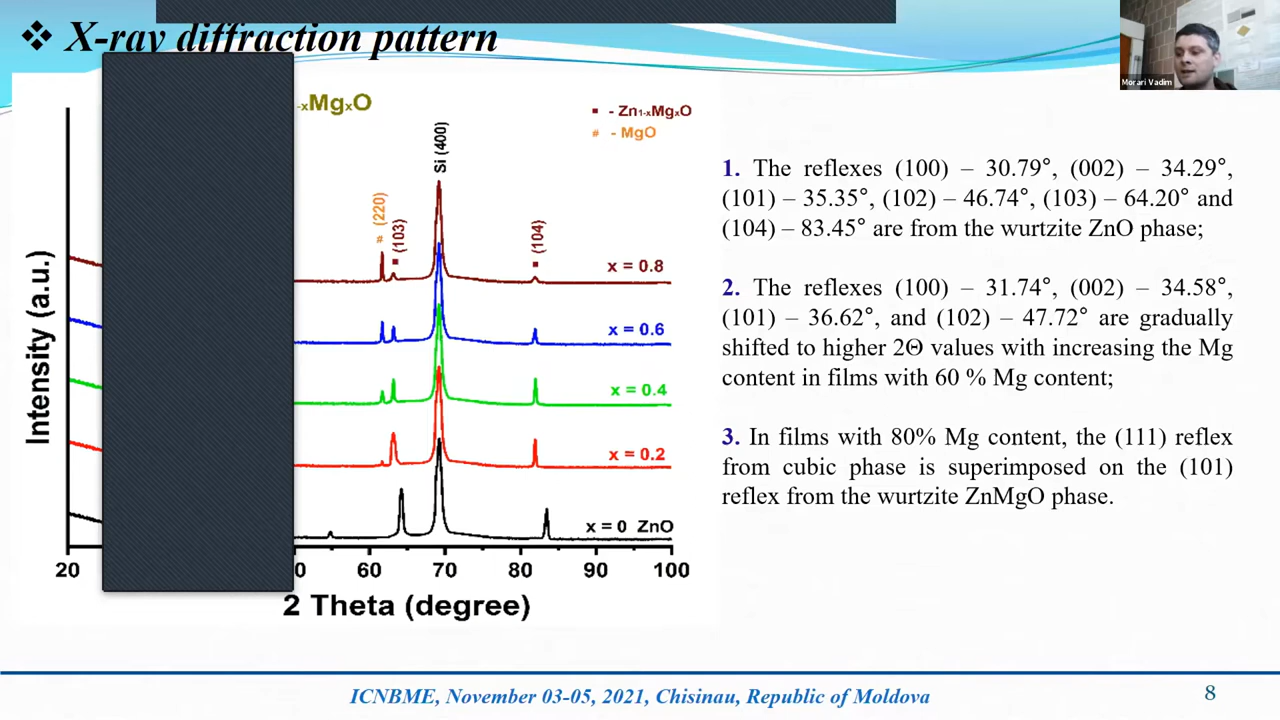 ❖ X-ray diffraction pattern
Morari Vadim
-xMgxO
▪ - Zn1-xMgxO
# - MgO
Si (400)
# (220)
▪ (103)
▪ (104)
x = 0.8
x = 0.6
x = 0.4
x = 0.2
x = 0 ZnO
Intensity (a.u.)
20
0
60
70
80
90
100
2 Theta (degree)
1. The reflexes (100) – 30.79°, (002) – 34.29°,
(101) – 35.35°, (102) – 46.74°, (103) – 64.20° and
(104) – 83.45° are from the wurtzite ZnO phase;
2. The reflexes (100) – 31.74°, (002) – 34.58°,
(101) – 36.62°, and (102) – 47.72° are gradually
shifted to higher 2Θ values with increasing the Mg
content in films with 60 % Mg content;
3. In films with 80% Mg content, the (111) reflex
from cubic phase is superimposed on the (101)
reflex from the wurtzite ZnMgO phase.
ICNBME, November 03-05, 2021, Chisinau, Republic of Moldova
8